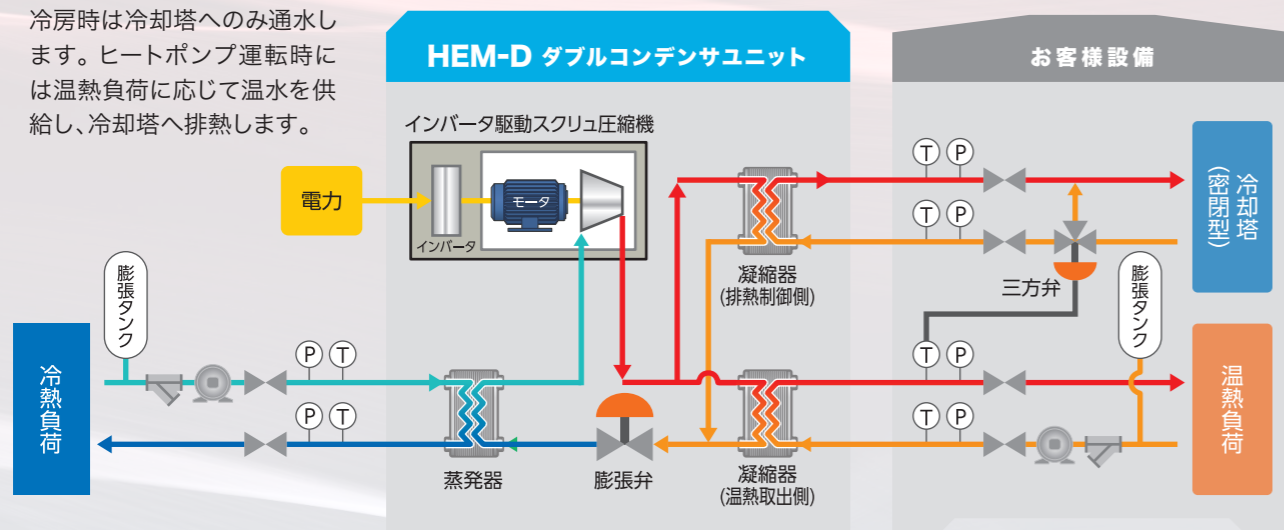 冷房時は冷却塔へのみ通水し
ます。ヒートポンプ運転時に
は温熱負荷に応じて温水を供
給し、冷却塔へ排熱します。
HEM-D ダブルコンデンサユニット
お客様設備
インバータ駆動スクリュ圧縮機
電力
インバータ
モータ
凝縮器
(排熱制御側)
T P
T P
三方弁
冷却塔
(密閉型)
膨張タンク
膨張タンク
冷熱負荷
P T
P T
蒸発器
膨張弁
凝縮器
(温熱取出側)
T P
T P
温熱負荷